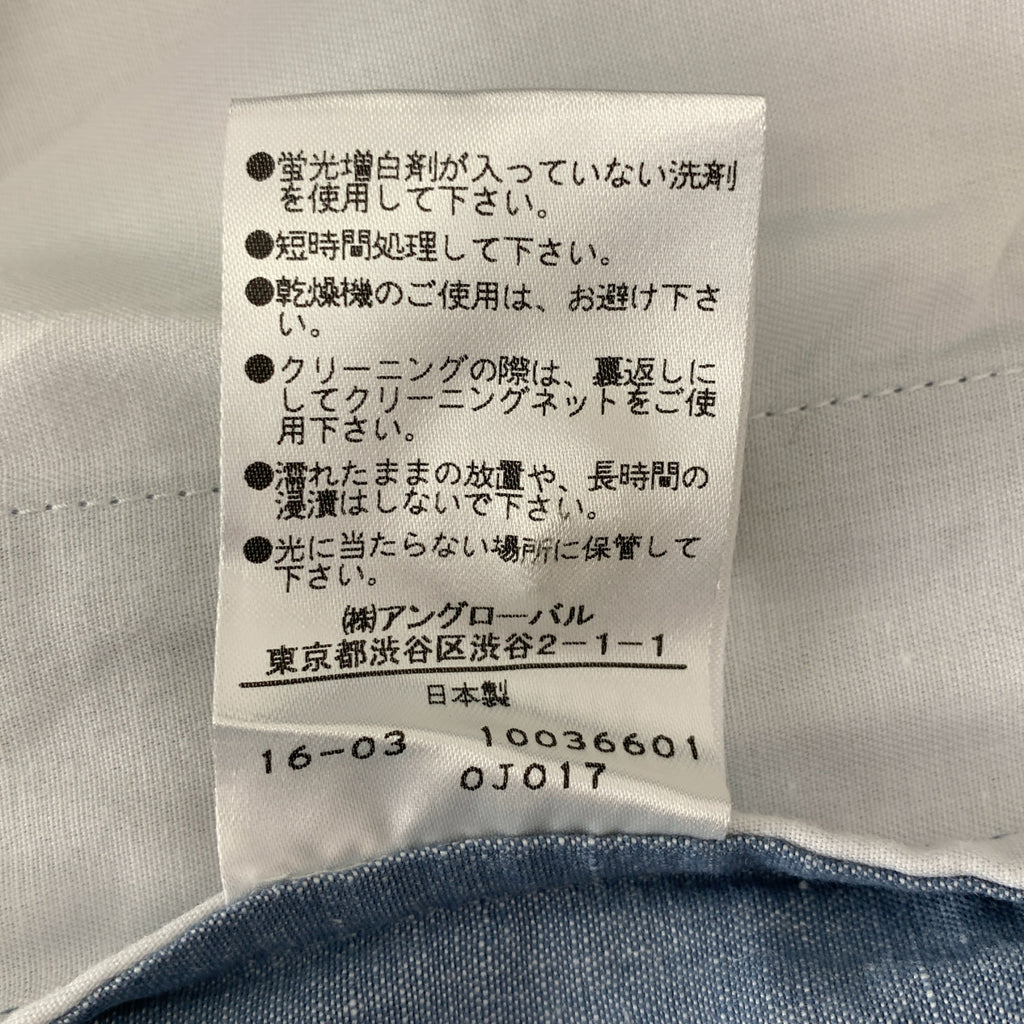 ●蛍光増白剤が入っていない洗剤
を使用して下さい。
●短時間処理して下さい。
●乾燥機のご使用は、お避け下さ
い。
●クリーニングの際は、裏返しに
してクリーニングネットをご使
用下さい。
●濡れたままの放置や、長時間の
浸漬はしないで下さい。
●光に当たらない場所に保管して
下さい。
㈱アングローバル
東京都渋谷区渋谷2-1-1
日本製
16-03 10036601
0J017